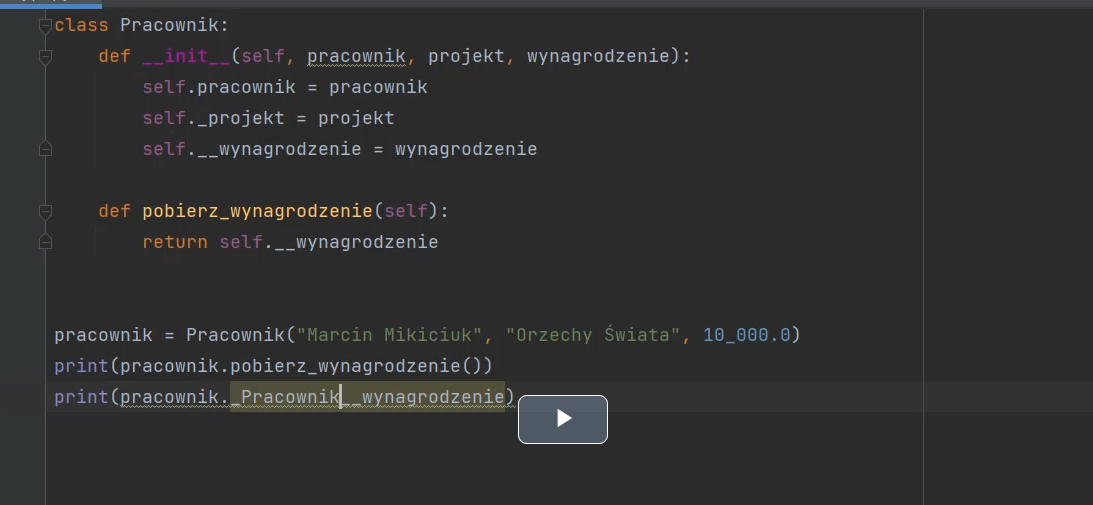 class Pracownik:
    def __init__(self, pracownik, projekt, wynagrodzenie):
        self.pracownik = pracownik
        self._projekt = projekt
        self.__wynagrodzenie = wynagrodzenie
    def pobierz_wynagrodzenie(self):
        return self.__wynagrodzenie
pracownik = Pracownik("Marcin Mikiciuk", "Orzechy Świata", 10_000.0)
print(pracownik.pobierz_wynagrodzenie())
print(pracownik._Pracownik__wynagrodzenie)